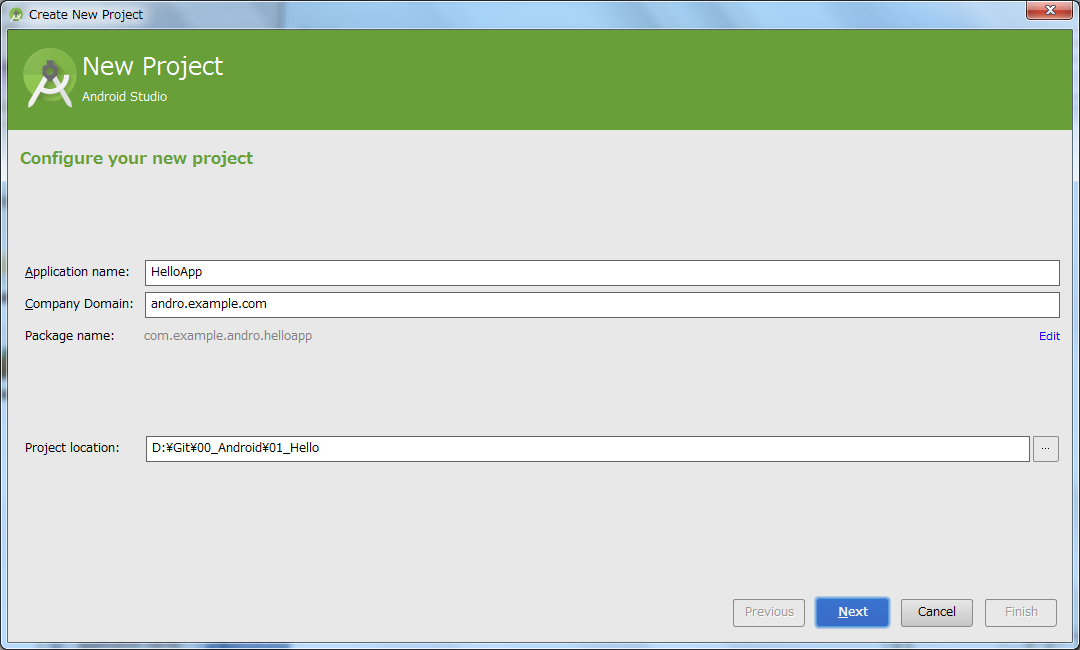 Create New Project
New Project
Android Studio
Configure your new project
Application name: HelloApp
Company Domain: andro.example.com
Package name: com.example.andro.helloapp Edit
Project location: D:¥Git¥00_Android¥01_Hello ...
Previous Next Cancel Finish